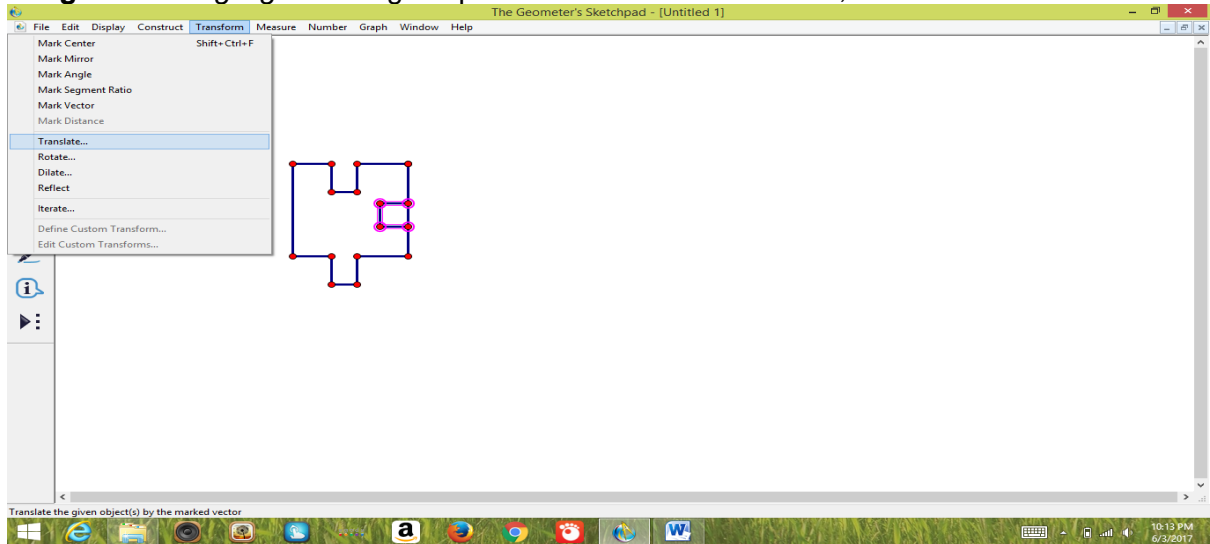 The Geometer's Sketchpad - [Untitled 1]
File Edit Display Construct Transform Measure Number Graph Window Help
Mark Center Shift+Ctrl+F
Mark Mirror
Mark Angle
Mark Segment Ratio
Mark Vector
Mark Distance
Translate...
Rotate...
Dilate...
Reflect
Iterate...
Define Custom Transform...
Edit Custom Transforms...
Translate the given object(s) by the marked vector
10:13 PM
6/3/2017